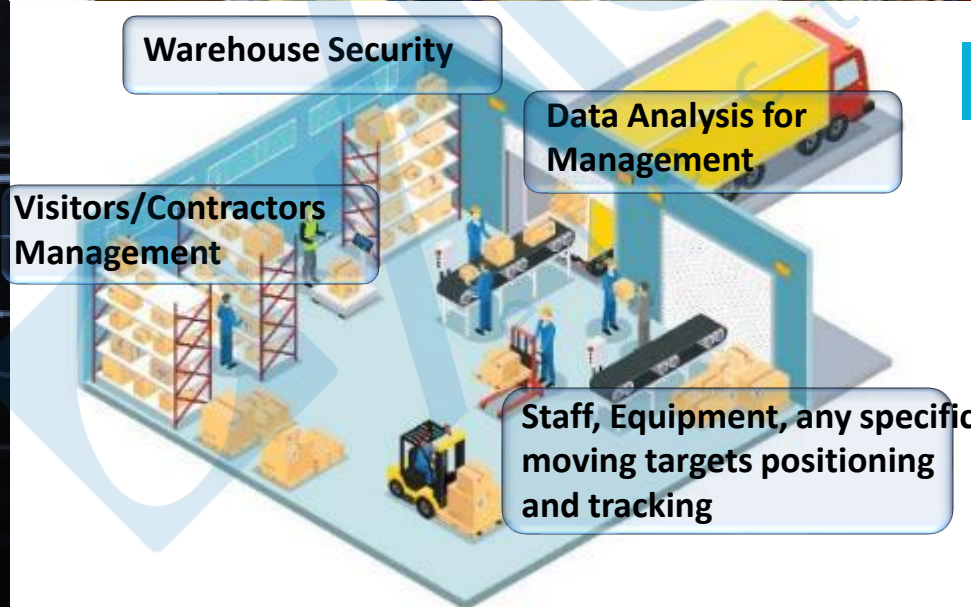 Warehouse Security
Data Analysis for
Management
Visitors/Contractors
Management
Staff, Equipment, any specific
moving targets positioning
and tracking